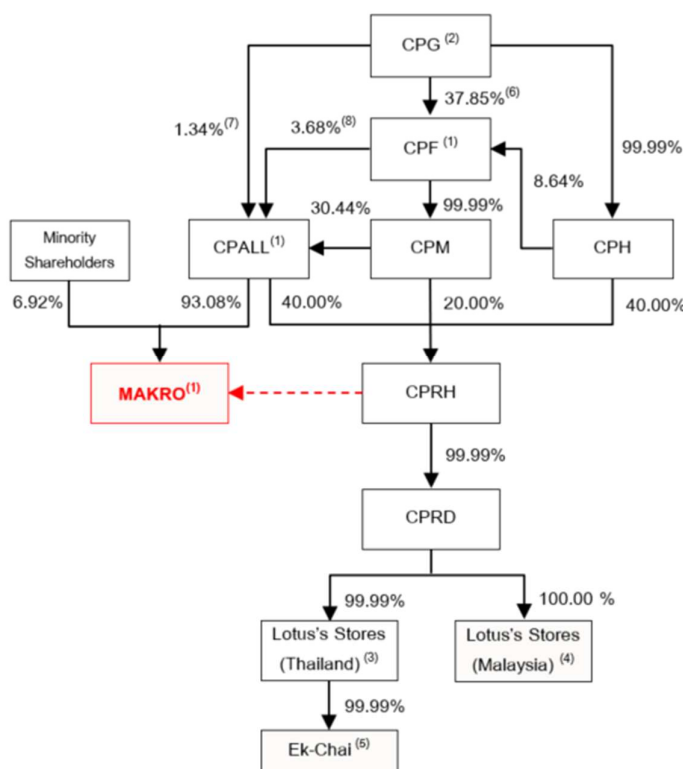 CPG (2)
37.85%(6)
1.34%(7)
3.68%(8)
CPF (1)
99.99%
8.64%
30.44%
99.99%
Minority
Shareholders
CPALL(1)
CPM
CPH
6.92%
93.08%
40.00%
20.00%
40.00%
MAKRO(1)
CPRH
99.99%
CPRD
99.99%
100.00 %
Lotus's Stores
(Thailand) (3)
Lotus's Stores
(Malaysia) (4)
99.99%
Ek-Chai (5)